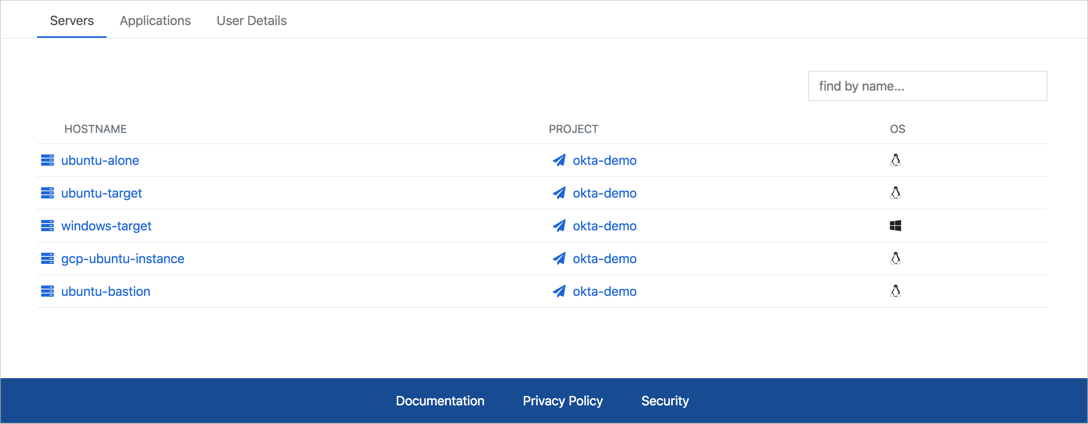 Servers Applications User Details
find by name...
HOSTNAME PROJECT OS
ubuntu-alone okta-demo
ubuntu-target okta-demo
windows-target okta-demo
gcp-ubuntu-instance okta-demo
ubuntu-bastion okta-demo
Documentation Privacy Policy Security